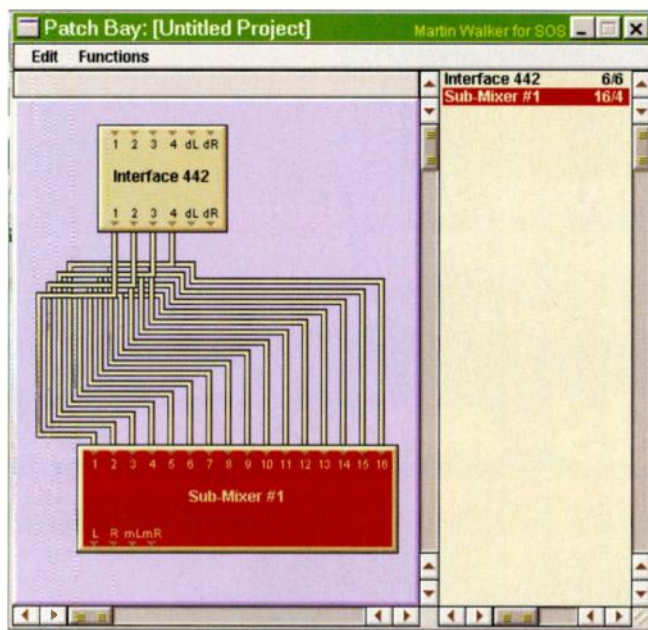 Patch Bay: [Untitled Project] Martin Walker for SOS
Edit Functions
Interface 442 6/6
Sub-Mixer #1 16/4
1 2 3 4 dL dR
Interface 442
1 2 3 4 dL dR
1 2 3 4 5 6 7 8 9 10 11 12 13 14 15 16
Sub-Mixer #1
L R mL mR